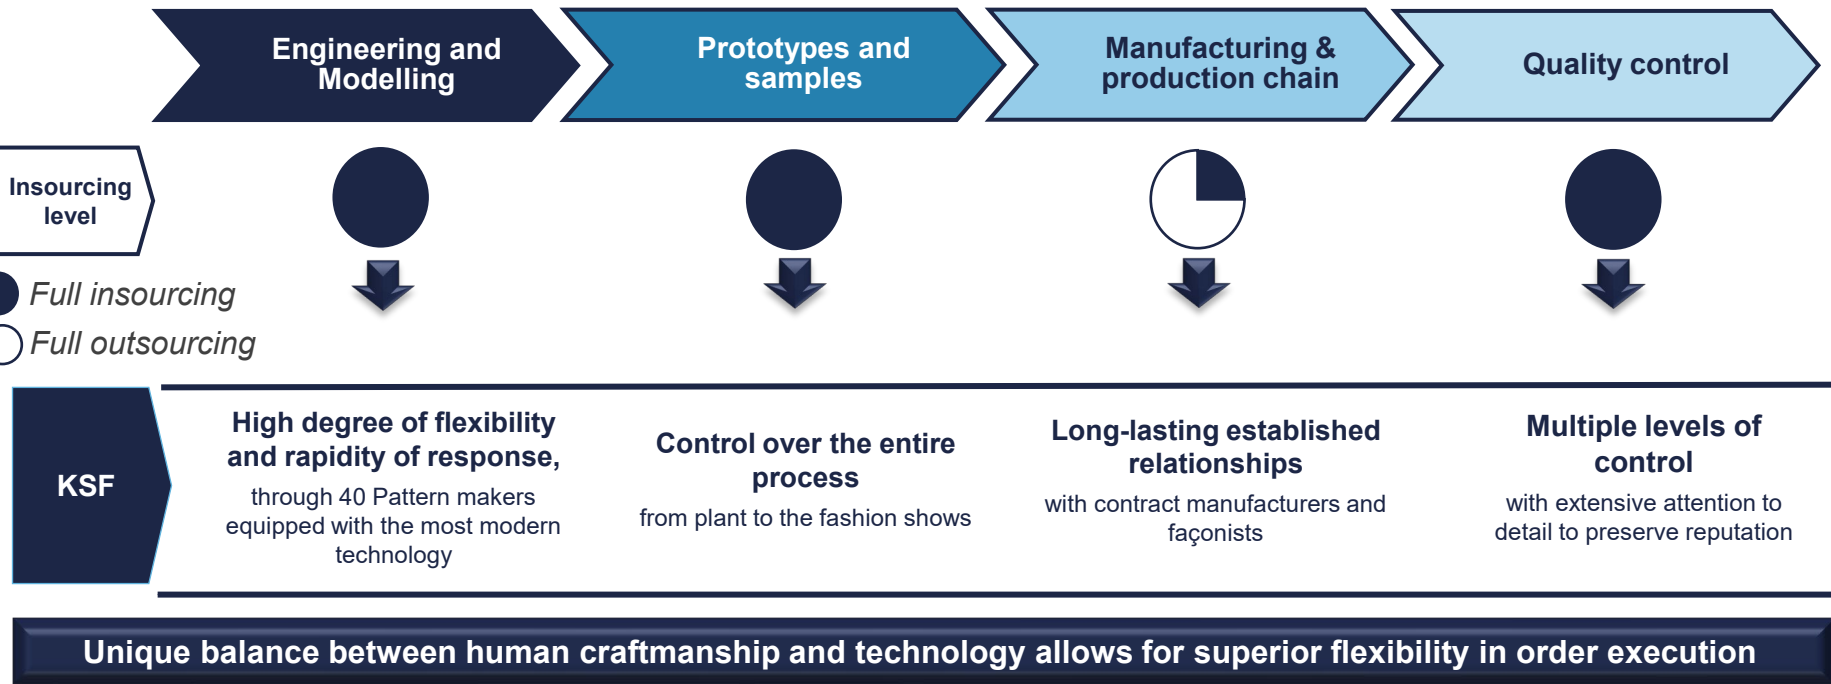 Engineering and
Modelling
Prototypes and
samples
Manufacturing &
production chain
Quality control
Insourcing
level
Full insourcing
Full outsourcing
KSF
High degree of flexibility
and rapidity of response,
through 40 Pattern makers
equipped with the most modern
technology
Control over the entire
process
from plant to the fashion shows
Long-lasting established
relationships
with contract manufacturers and
façonists
Multiple levels of
control
with extensive attention to
detail to preserve reputation
Unique balance between human craftmanship and technology allows for superior flexibility in order execution